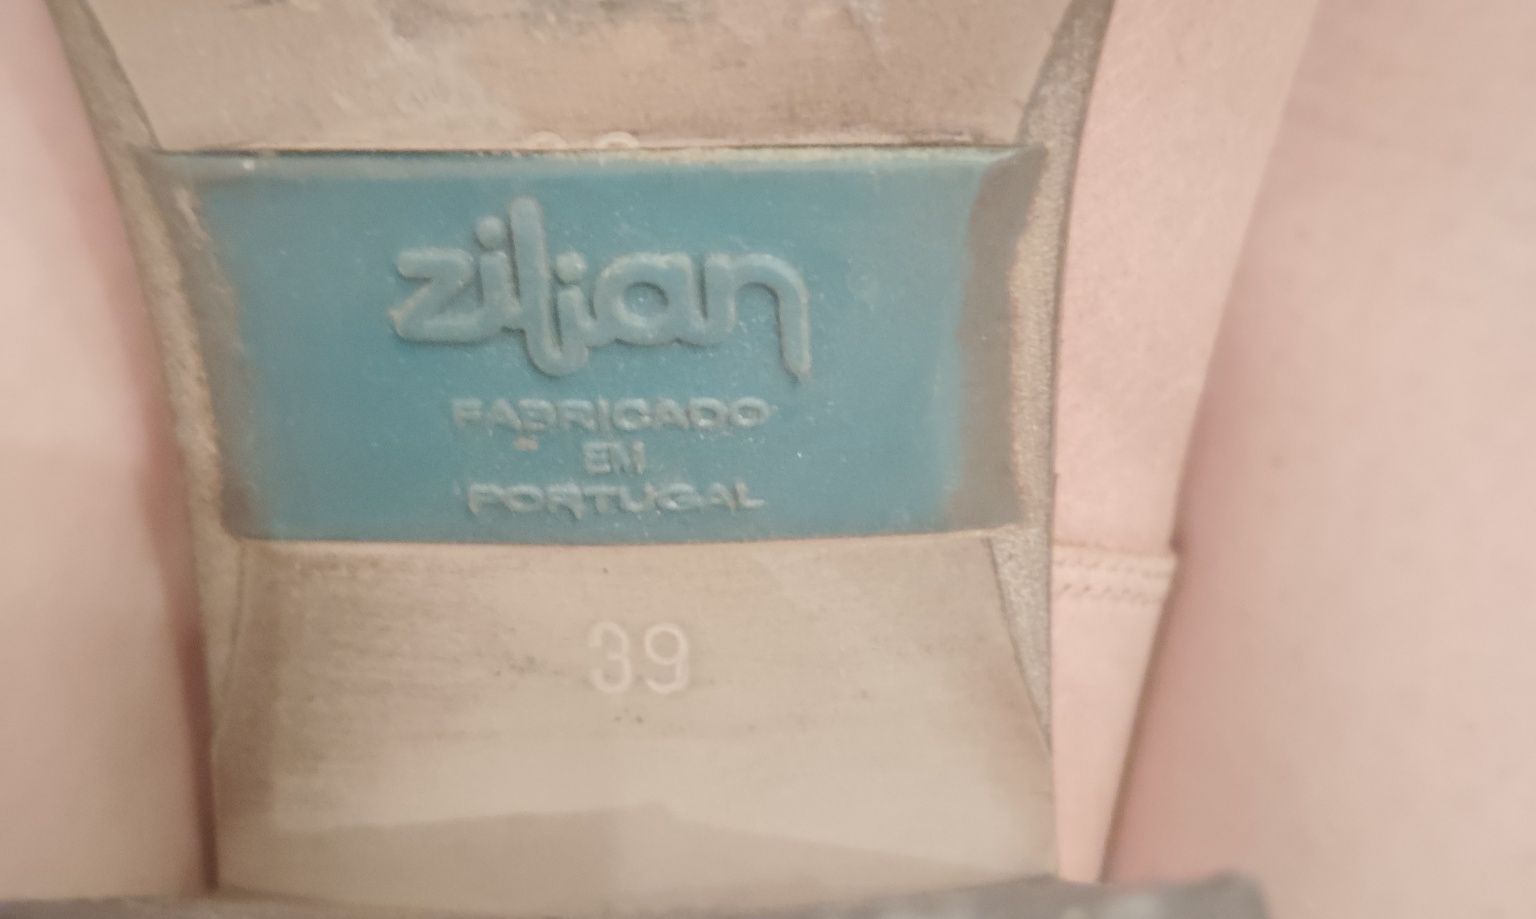 zilian
FABRICADO
EM
PORTUGAL
39